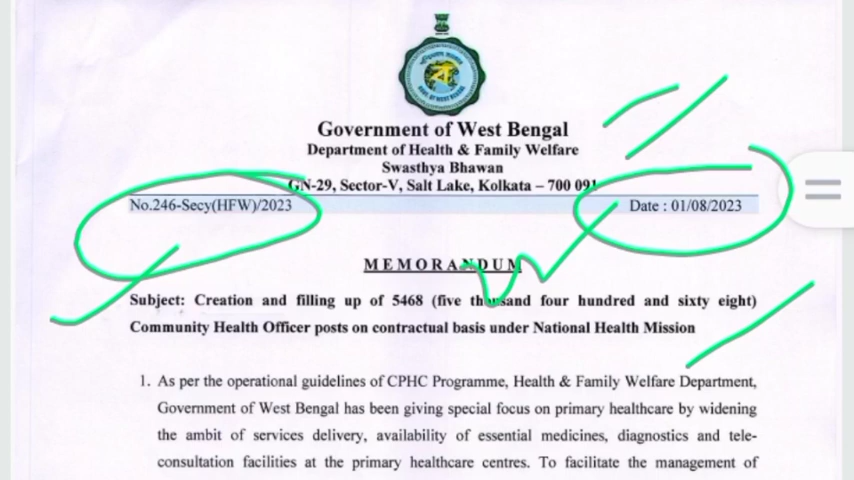 Government of West Bengal
Department of Health & Family Welfare
Swasthya Bhawan
GN-29, Sector-V, Salt Lake, Kolkata – 700 091
No.246-Secy(HFW)/2023 Date : 01/08/2023
MEMORANDUM
Subject: Creation and filling up of 5468 (five thousand four hundred and sixty eight)
Community Health Officer posts on contractual basis under National Health Mission
1. As per the operational guidelines of CPHC Programme, Health & Family Welfare Department,
Government of West Bengal has been giving special focus on primary healthcare by widening
the ambit of services delivery, availability of essential medicines, diagnostics and tele-
consultation facilities at the primary healthcare centres. To facilitate the management of